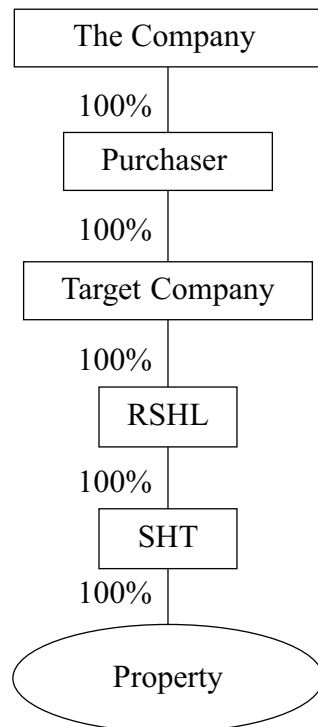 The Company
100%
Purchaser
100%
Target Company
100%
RSHL
100%
SHT
100%
Property